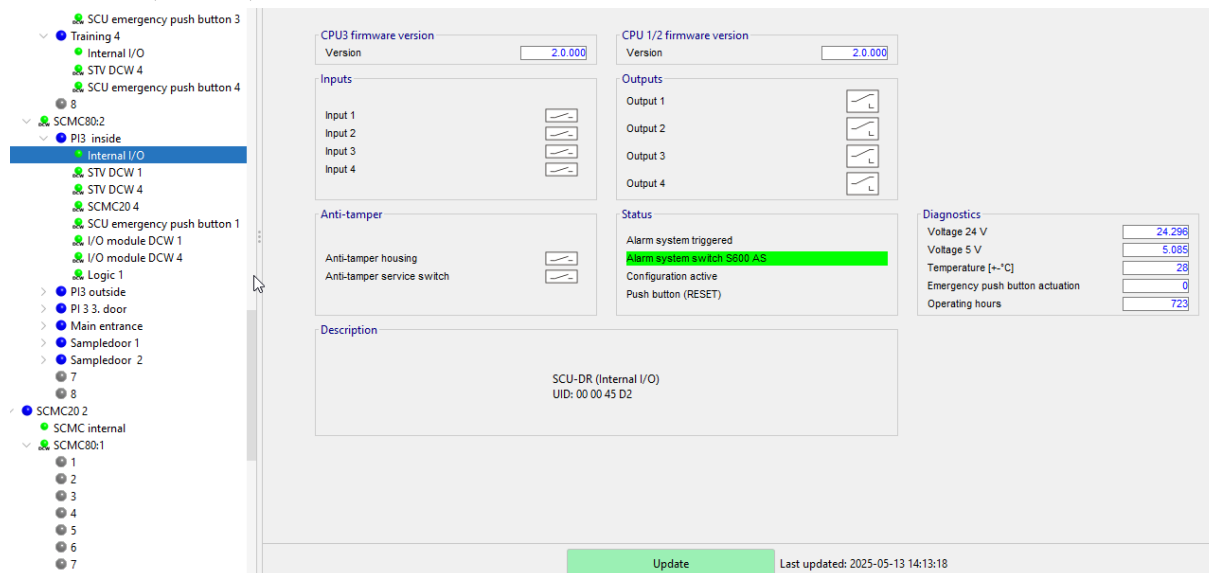 SCU emergency push button 3
Training 4
Internal I/O
STV DCW 4
SCU emergency push button 4
8
SCMC80:2
PI3 inside
Internal I/O
STV DCW 1
STV DCW 4
SCMC20 4
SCU emergency push button 1
I/O module DCW 1
I/O module DCW 4
Logic 1
PI3 outside
PI 3 3. door
Main entrance
Sampledoor 1
Sampledoor 2
7
8
SCMC20 2
SCMC internal
SCMC80:1
1
2
3
4
5
6
7
CPU3 firmware version
Version 2.0.000
CPU 1/2 firmware version
Version 2.0.000
Inputs
Input 1
Input 2
Input 3
Input 4
Outputs
Output 1
Output 2
Output 3
Output 4
Anti-tamper
Anti-tamper housing
Anti-tamper service switch
Status
Alarm system triggered
Alarm system switch S600 AS
Configuration active
Push button (RESET)
Diagnostics
Voltage 24 V 24.296
Voltage 5 V 5.085
Temperature [+-°C] 28
Emergency push button actuation 0
Operating hours 723
Description
SCU-DR (Internal I/O)
UID: 00 00 45 D2
Update
Last updated: 2025-05-13 14:13:18